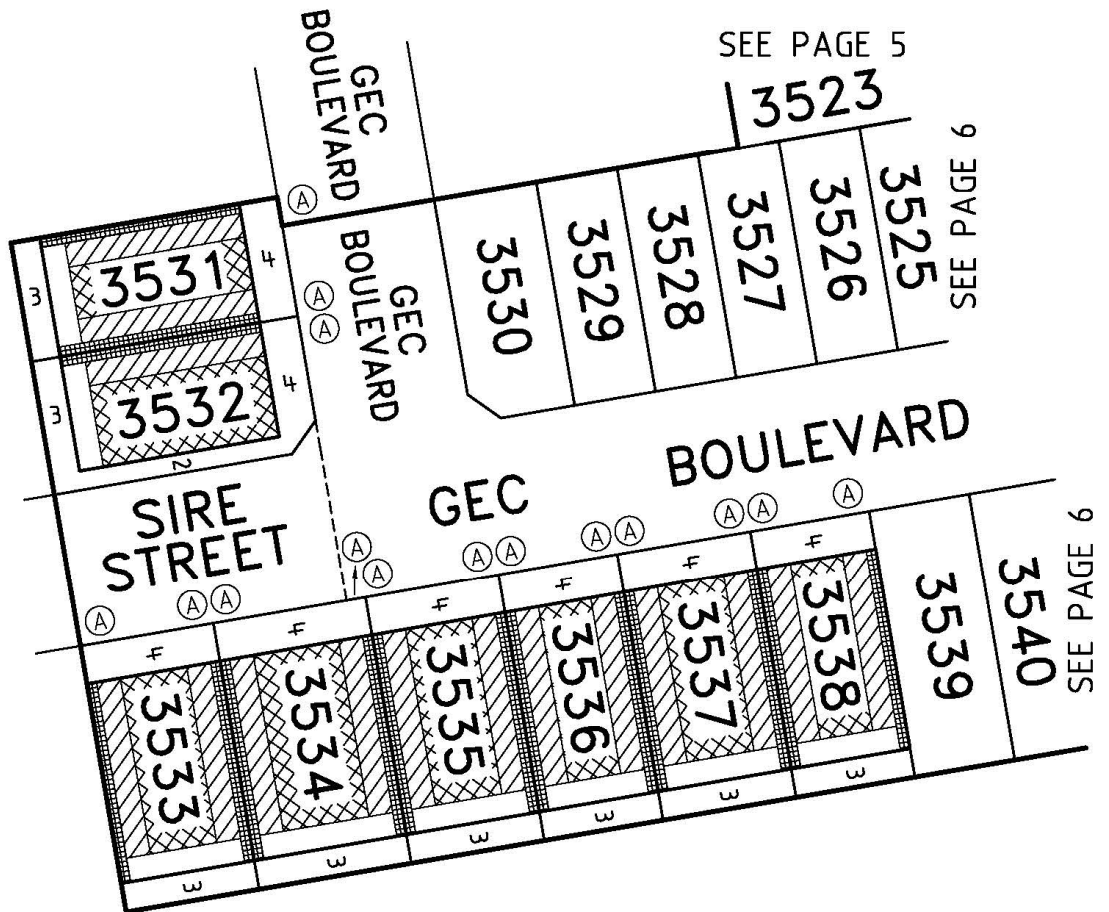 GEC
BOULEVARD
SEE PAGE 5
3523
SEE PAGE 6
A
3531
4
3
GEC
BOULEVARD
A
A
3530
3529
3528
3527
3526
3525
3532
4
3
2
BOULEVARD
GEC
SIRE
STREET
A
A
A
A
A
A
A
A
A
A
A
A
A
4
4
4
4
4
4
3533
3534
3535
3536
3537
3538
3539
3540
SEE PAGE 6
3
3
3
3
3
3